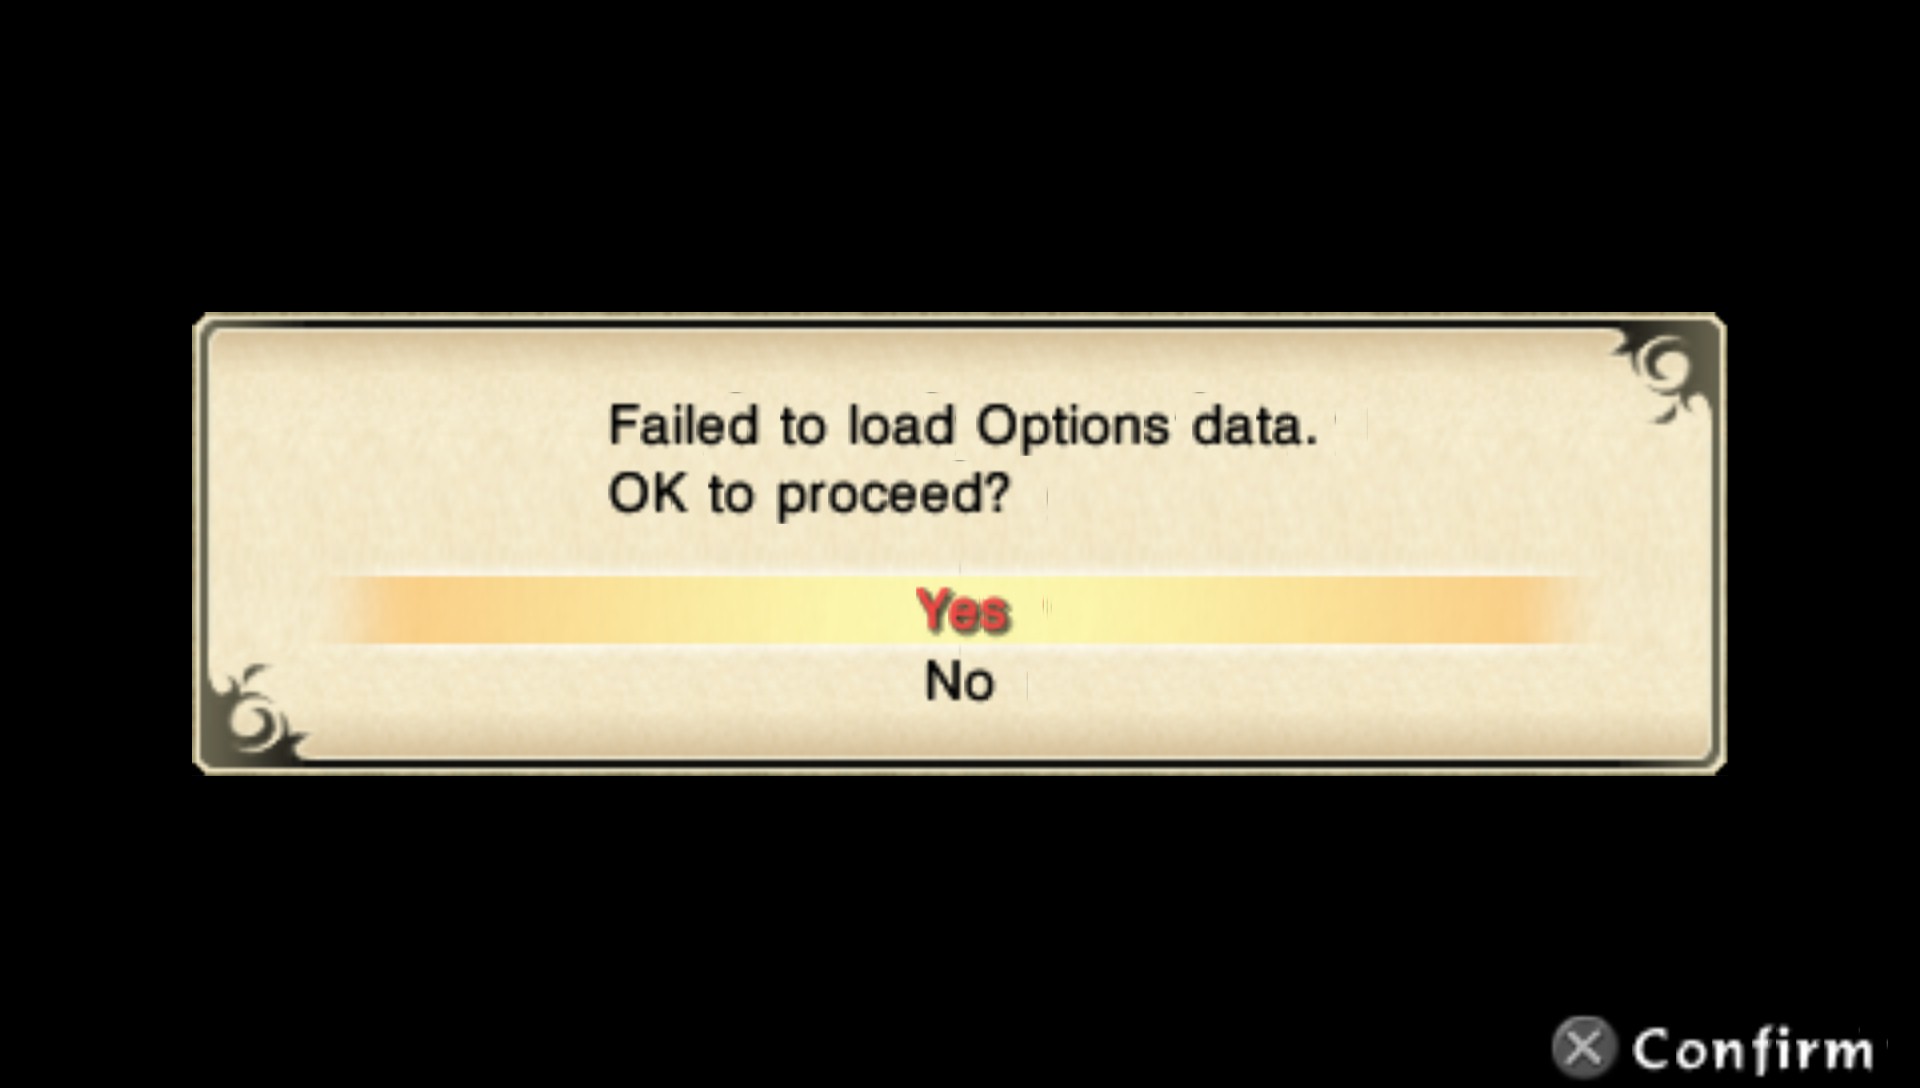 Failed to load Options data.
OK to proceed?
Yes
No
Confirm